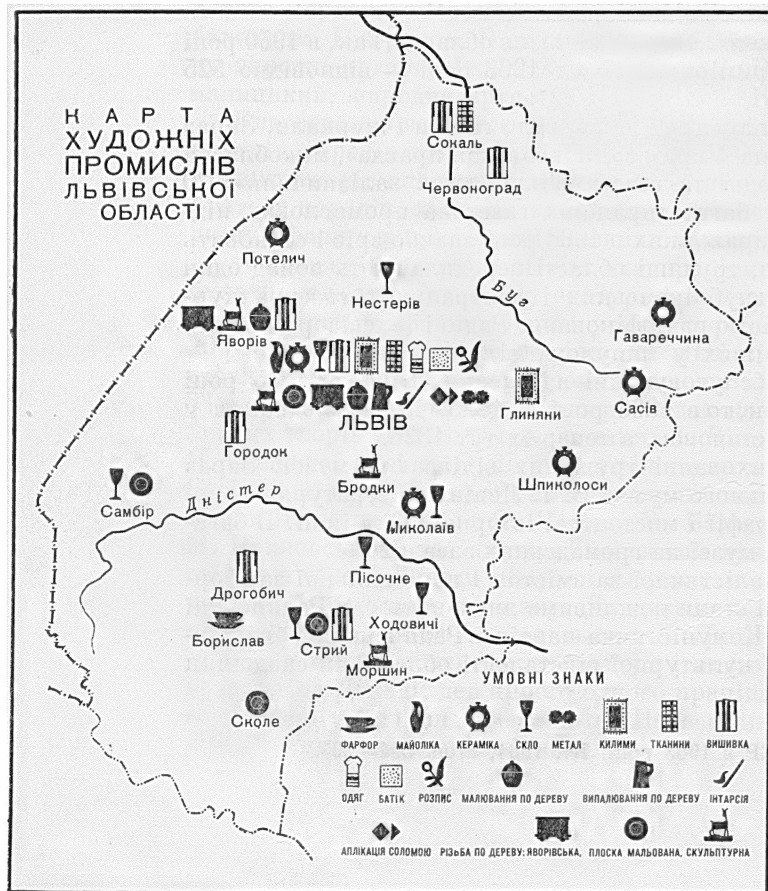 КАРТА
ХУДОЖНІХ
ПРОМИСЛІВ
ЛЬВІВСЬКОЇ
ОБЛАСТІ
Сокаль
Червоноград
Потелич
Нестерів
Буг
Гавареччина
Яворів
Глиняни
Сасів
ЛЬВІВ
Городок
Бродки
Шпиколоси
Самбір
Дністер
Миколаїв
Пісочне
Дрогобич
Ходовичі
Борислав
Стрий
Моршин
Сколе
УМОВНІ ЗНАКИ
ФАРФОР МАЙОЛІКА КЕРАМІКА СКЛО МЕТАЛ КИЛИМИ ТКАНИНИ ВИШИВКА
ОДЯГ БАТІК РОЗПИС МАЛЮВАННЯ ПО ДЕРЕВУ ВИПАЛЮВАННЯ ПО ДЕРЕВУ ІНТАРСІЯ
АПЛІКАЦІЯ СОЛОМОЮ РІЗЬБА ПО ДЕРЕВУ: ЯВОРІВСЬКА, ПЛОСКА МАЛЬОВАНА, СКУЛЬПТУРНА